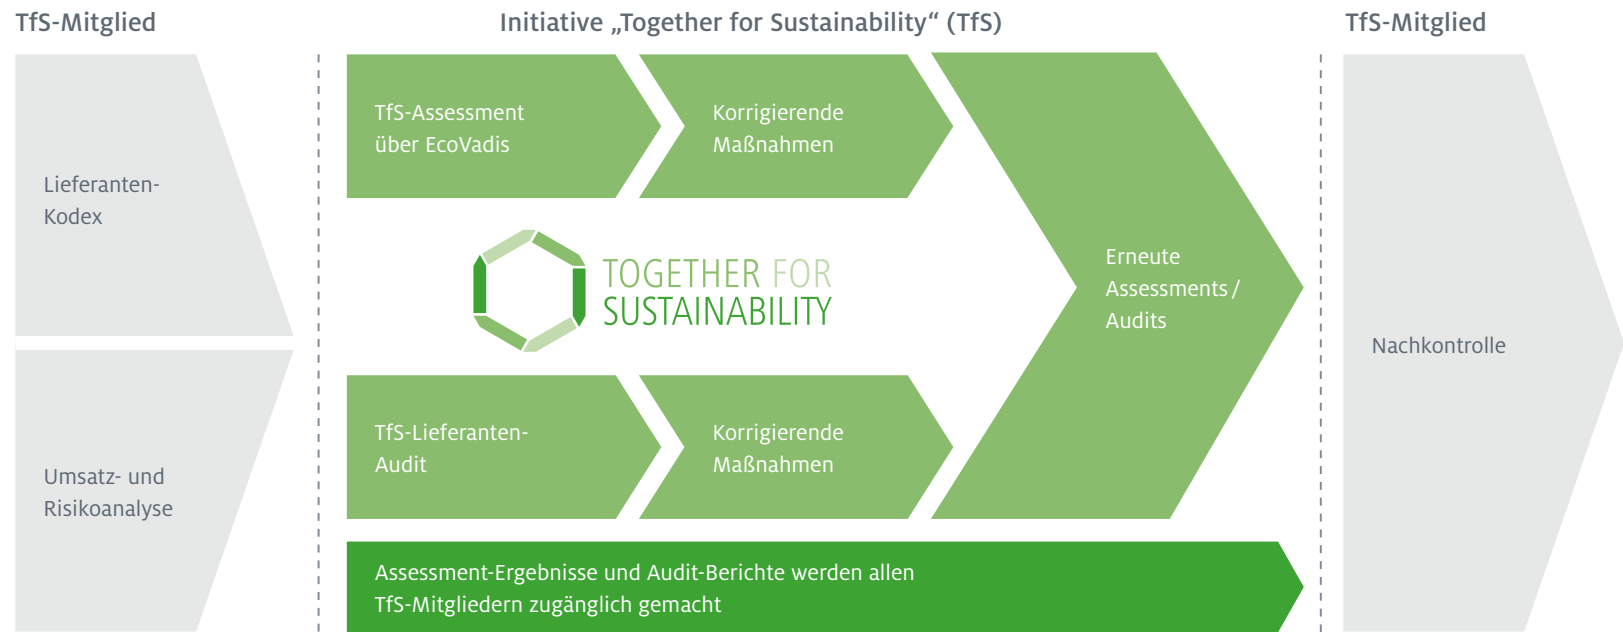 TfS-Mitglied
Initiative „Together for Sustainability“ (TfS)
TfS-Mitglied
Lieferanten-
Kodex
Umsatz- und
Risikoanalyse
TfS-Assessment
über EcoVadis
Korrigierende
Maßnahmen
TOGETHER FOR
SUSTAINABILITY
TfS-Lieferanten-
Audit
Korrigierende
Maßnahmen
Erneute
Assessments /
Audits
Assessment-Ergebnisse und Audit-Berichte werden allen
TfS-Mitgliedern zugänglich gemacht
Nachkontrolle